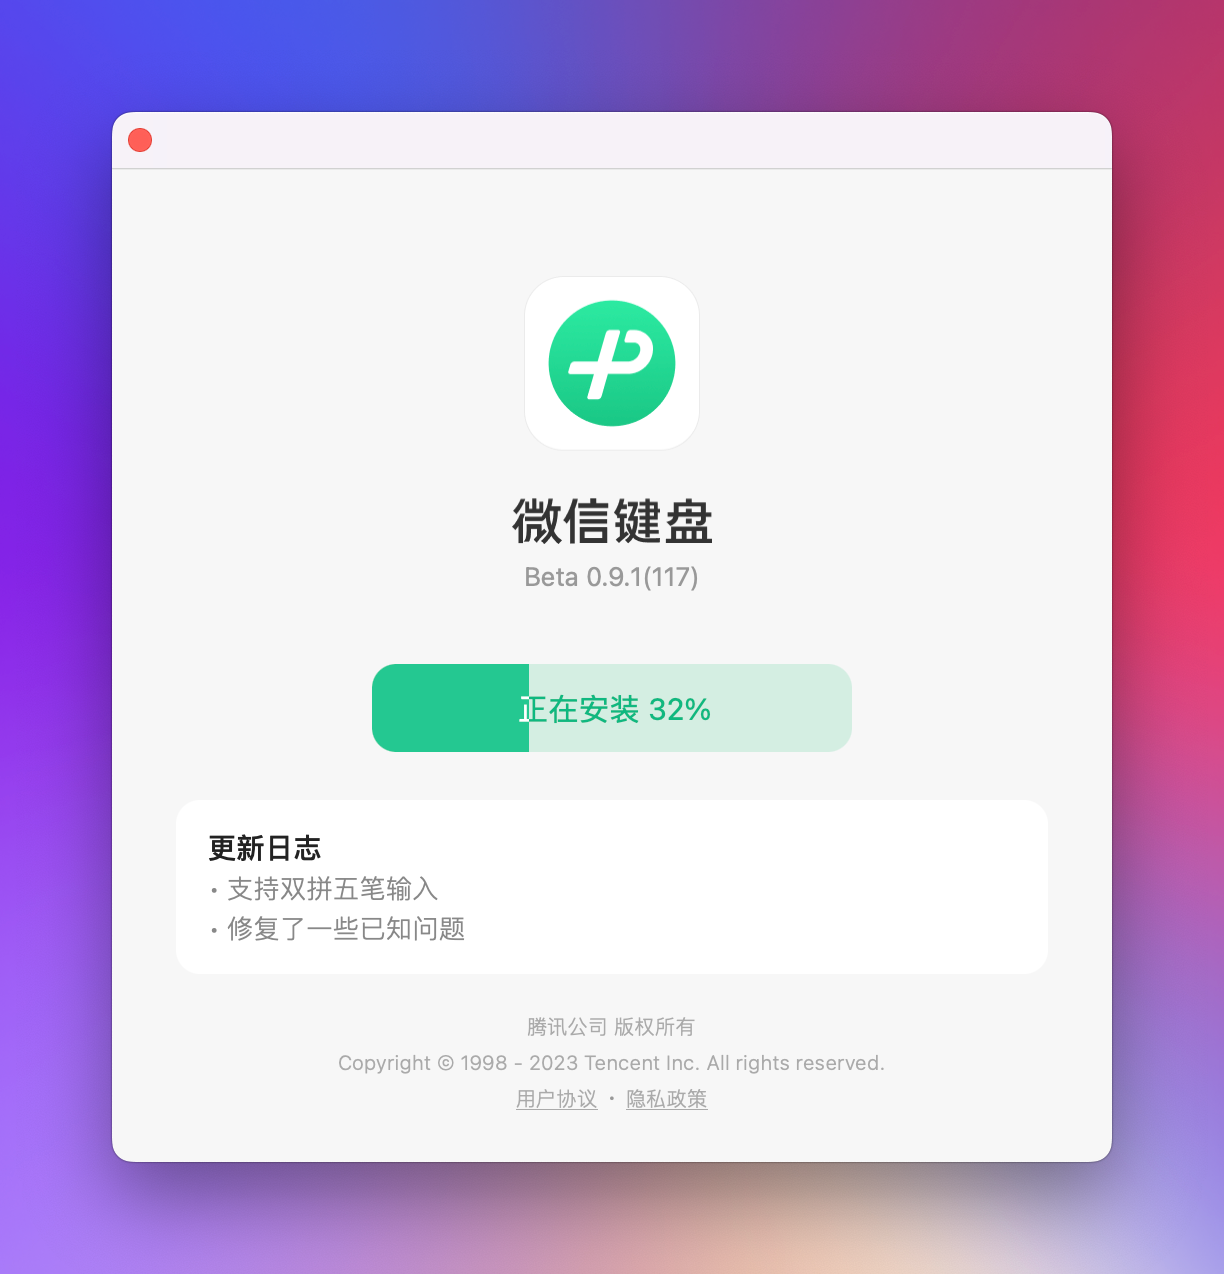 微信键盘
Beta 0.9.1(117)
正在安装 32%
更新日志
• 支持双拼五笔输入
• 修复了一些已知问题
腾讯公司 版权所有
Copyright © 1998 - 2023 Tencent Inc. All rights reserved.
用户协议 • 隐私政策